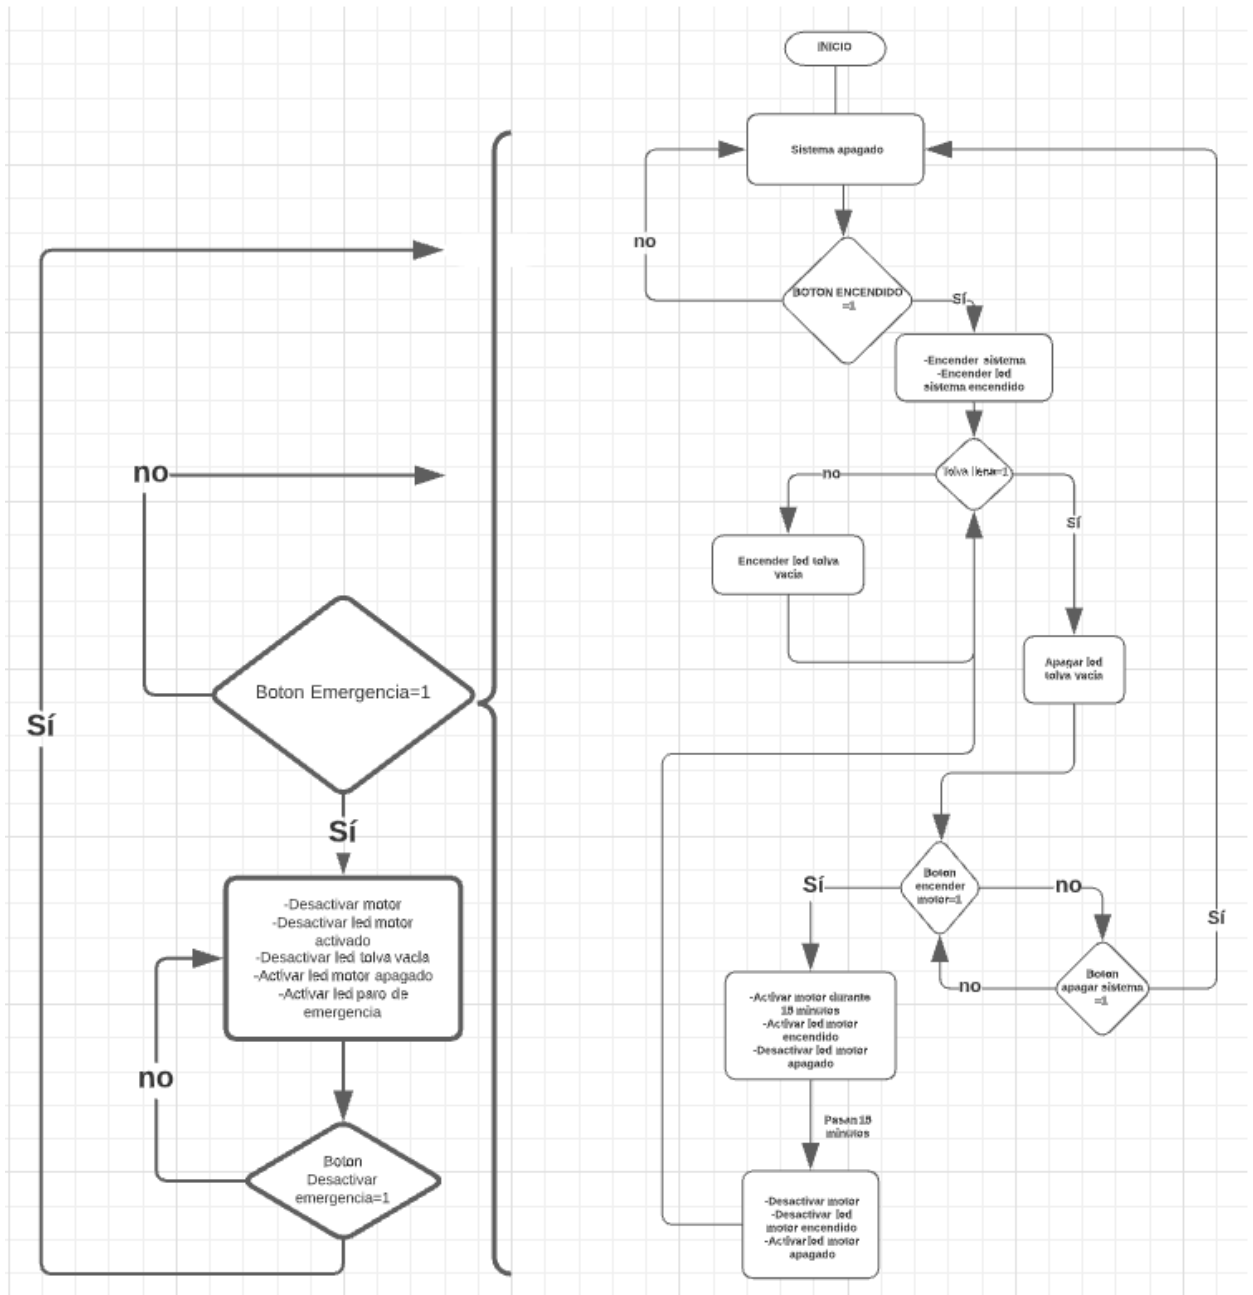 INICIO
Sistema apagado
no
BOTON ENCENDIDO
=1
Sí
-Encender sistema
-Encender led
sistema encendido
Tolva llena=1
no
Sí
Encender led tolva
vacia
Apagar led
tolva vacia
Boton
encender
motor=1
Sí
no
Boton
apagar sistema
=1
no
Sí
-Activar motor durante
15 minutos
-Activar led motor
encendido
-Desactivar led motor
apagado
Pasan 15
minutos
-Desactivar motor
-Desactivar led
motor encendido
-Activar led motor
apagado
no
Boton Emergencia=1
Sí
Sí
-Desactivar motor
-Desactivar led motor
activado
-Desactivar led tolva vacia
-Activar led motor apagado
-Activar led paro de
emergencia
no
Boton
Desactivar
emergencia=1